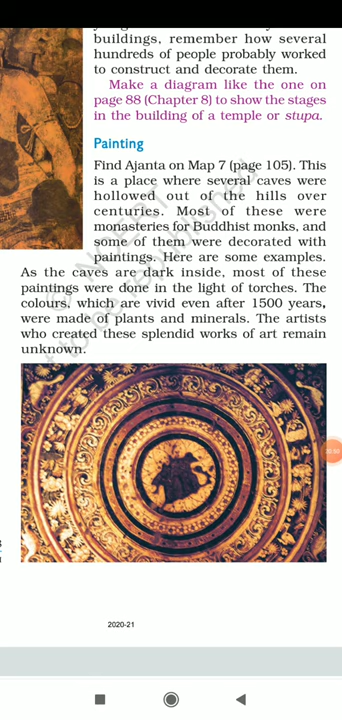 buildings, remember how several
hundreds of people probably worked
to construct and decorate them.
Make a diagram like the one on
page 88 (Chapter 8) to show the stages
in the building of a temple or stupa.
Painting
Find Ajanta on Map 7 (page 105). This
is a place where several caves were
hollowed out of the hills over
centuries. Most of these were
monasteries for Buddhist monks, and
some of them were decorated with
paintings. Here are some examples.
As the caves are dark inside, most of these
paintings were done in the light of torches. The
colours, which are vivid even after 1500 years,
were made of plants and minerals. The artists
who created these splendid works of art remain
unknown.
2020-21